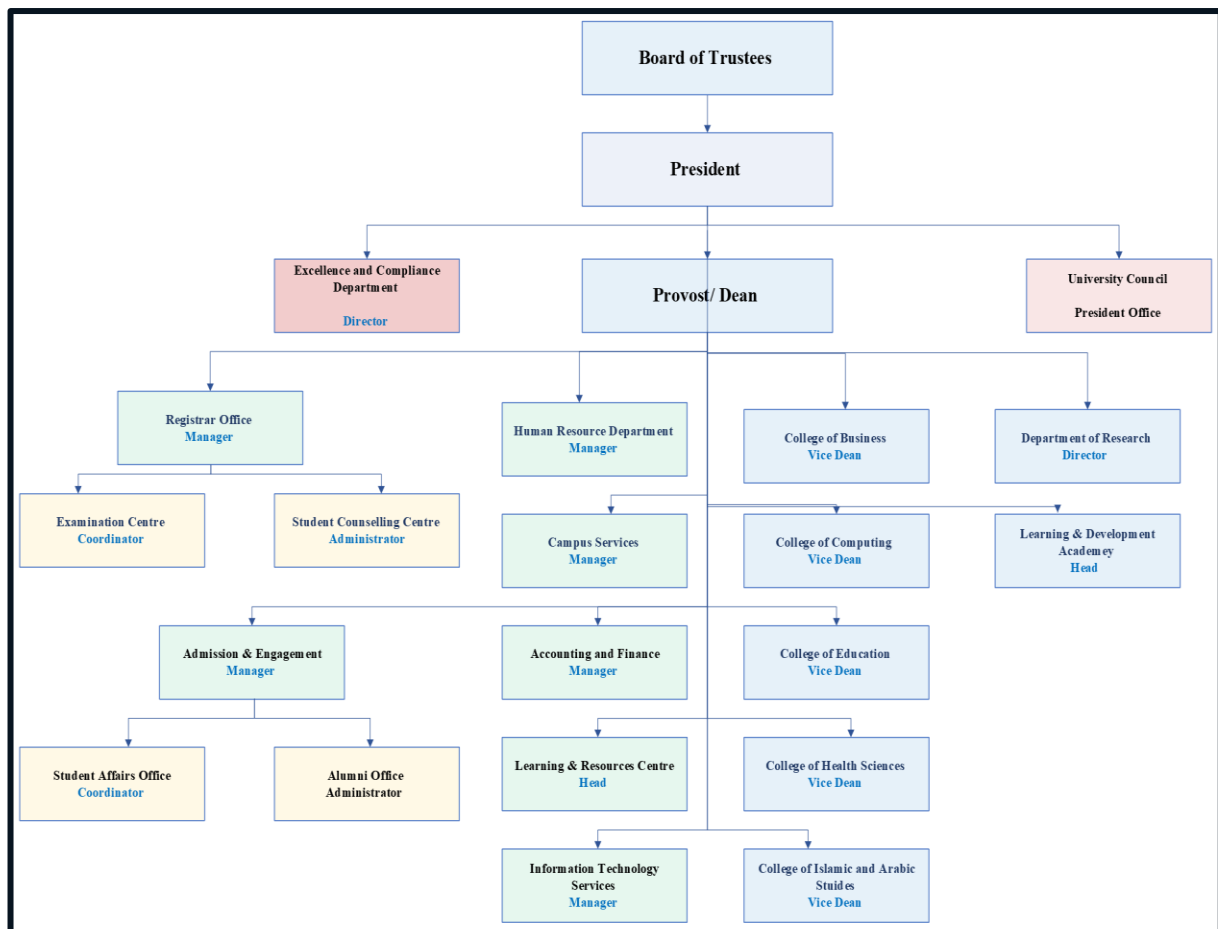 Board of Trustees
President
Excellence and Compliance
Department
Director
Provost/ Dean
University Council
President Office
Registrar Office
Manager
Human Resource Department
Manager
College of Business
Vice Dean
Department of Research
Director
Examination Centre
Coordinator
Student Counselling Centre
Administrator
Campus Services
Manager
College of Computing
Vice Dean
Learning & Development
Academey
Head
Admission & Engagement
Manager
Accounting and Finance
Manager
College of Education
Vice Dean
Student Affairs Office
Coordinator
Alumni Office
Administrator
Learning & Resources Centre
Head
College of Health Sciences
Vice Dean
Information Technology
Services
Manager
College of Islamic and Arabic
Stuides
Vice Dean